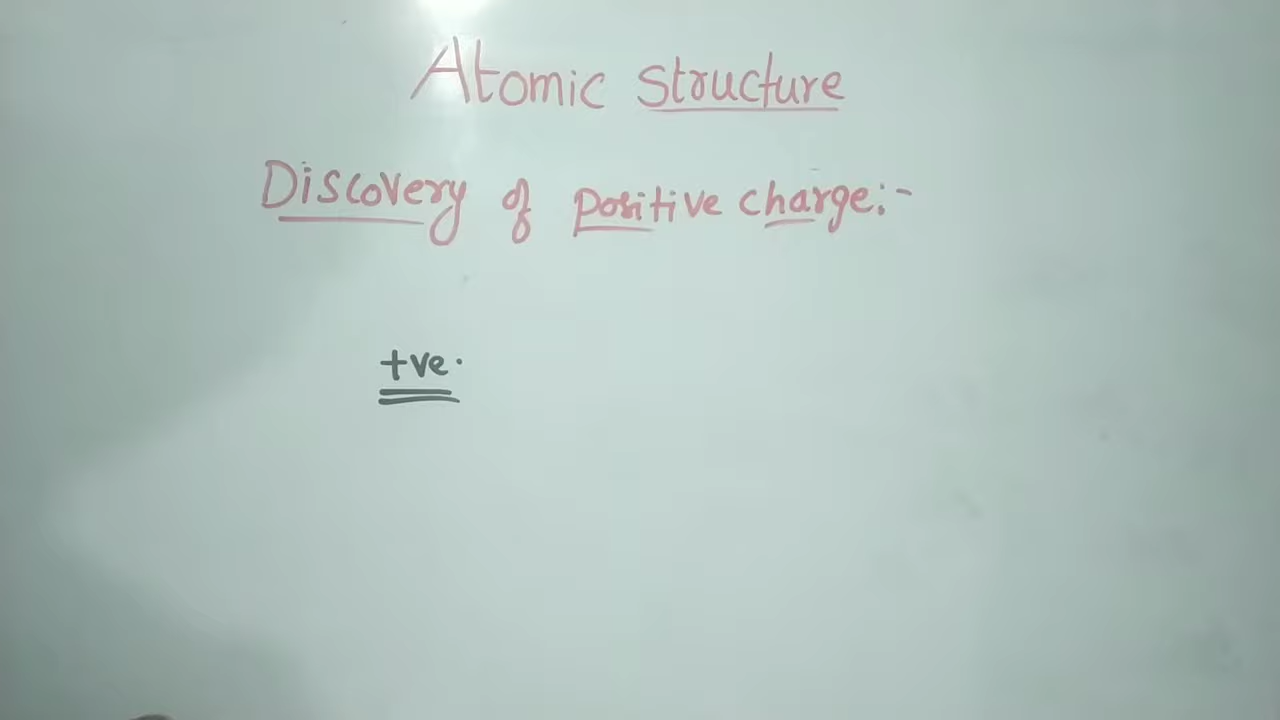 Atomic Structure
Discovery of positive charge:-
+ve.